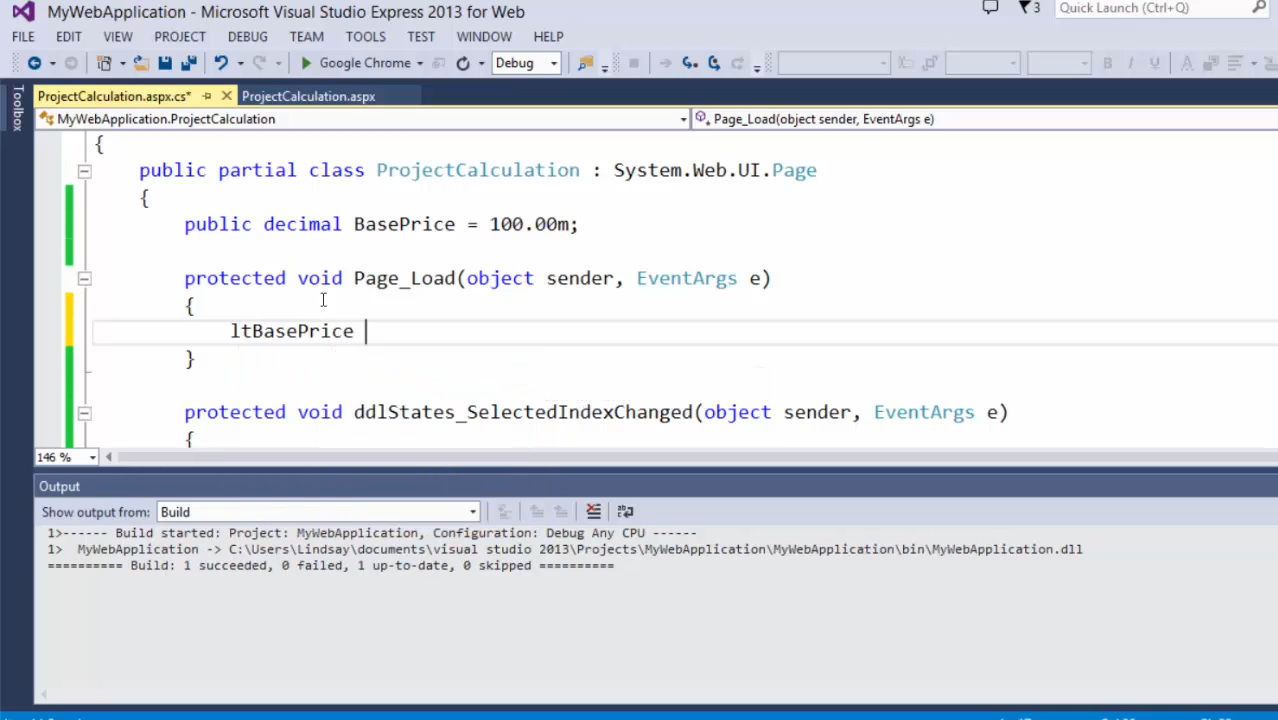 MyWebApplication - Microsoft Visual Studio Express 2013 for Web
3
Quick Launch (Ctrl+Q)
FILE EDIT VIEW PROJECT DEBUG TEAM TOOLS TEST WINDOW HELP
Google Chrome Debug
B I U A
Toolbox
ProjectCalculation.aspx.cs* ProjectCalculation.aspx
MyWebApplication.ProjectCalculation Page_Load(object sender, EventArgs e)
{
public partial class ProjectCalculation : System.Web.UI.Page
{
public decimal BasePrice = 100.00m;
protected void Page_Load(object sender, EventArgs e)
{
ltBasePrice
}
protected void ddlStates_SelectedIndexChanged(object sender, EventArgs e)
{
146 %
Output
Show output from: Build
1>------ Build started: Project: MyWebApplication, Configuration: Debug Any CPU ------
1> MyWebApplication -> C:\Users\Lindsay\documents\visual studio 2013\Projects\MyWebApplication\MyWebApplication\bin\MyWebApplication.dll
========== Build: 1 succeeded, 0 failed, 1 up-to-date, 0 skipped ==========